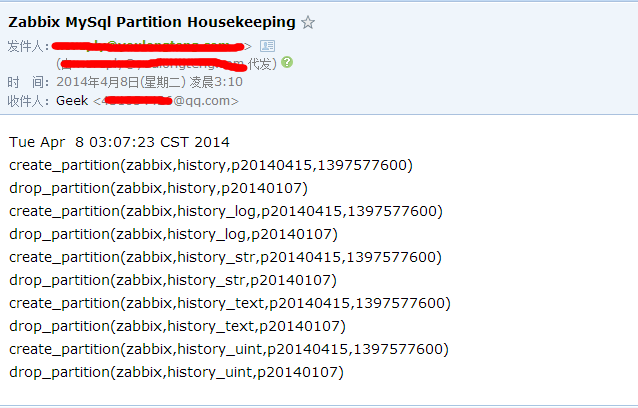 Zabbix MySql Partition Housekeeping
发件人：
代发)
时 间：2014年4月8日(星期二) 凌晨3:10
收件人：Geek <@qq.com>
Tue Apr  8 03:07:23 CST 2014
create_partition(zabbix,history,p20140415,1397577600)
drop_partition(zabbix,history,p20140107)
create_partition(zabbix,history_log,p20140415,1397577600)
drop_partition(zabbix,history_log,p20140107)
create_partition(zabbix,history_str,p20140415,1397577600)
drop_partition(zabbix,history_str,p20140107)
create_partition(zabbix,history_text,p20140415,1397577600)
drop_partition(zabbix,history_text,p20140107)
create_partition(zabbix,history_uint,p20140415,1397577600)
drop_partition(zabbix,history_uint,p20140107)